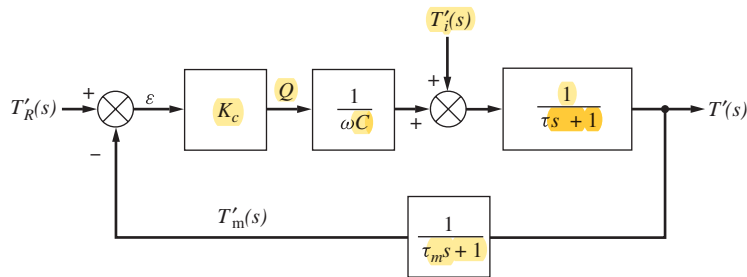 T′i(s)
+
T′R(s)
+
ε
−
Kc
Q
1
ωC
+
1
τs + 1
T′(s)
T′m(s)
1
τms + 1